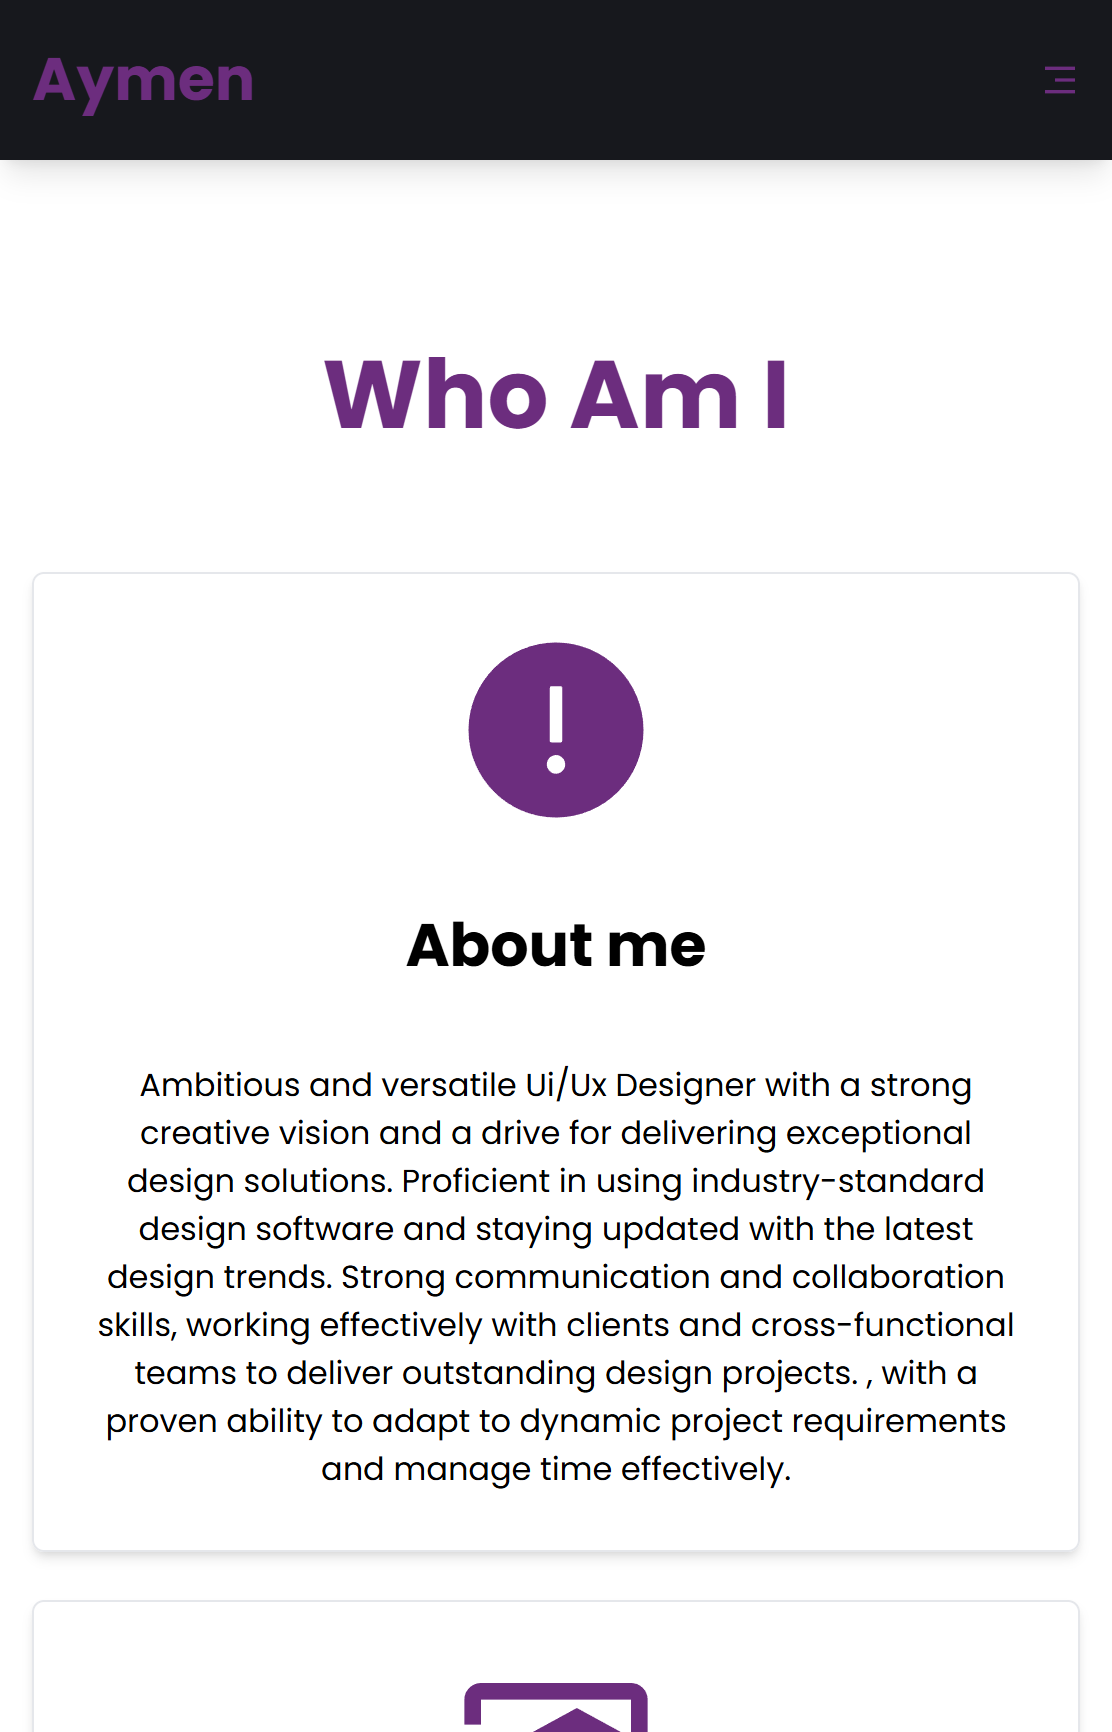 Aymen
Who Am I
About me
Ambitious and versatile Ui/Ux Designer with a strong
creative vision and a drive for delivering exceptional
design solutions. Proficient in using industry-standard
design software and staying updated with the latest
design trends. Strong communication and collaboration
skills, working effectively with clients and cross-functional
teams to deliver outstanding design projects. , with a
proven ability to adapt to dynamic project requirements
and manage time effectively.